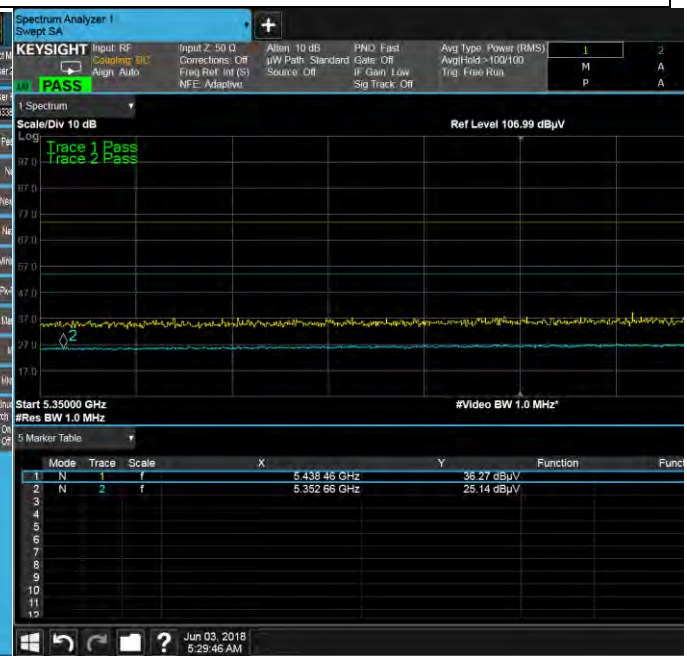 Spectrum Analyzer 1
Swept SA
KEYSIGHT Input: RF Input Z: 50 Ω Atten: 10 dB PNO: Fast Avg Type: Power (RMS) 1 2
Coupling: DC Corrections: Off µW Path: Standard Gate: Off Avg|Hold:>100/100 M A
Align: Auto Freq Ref: Int (S) Source: Off IF Gain: Low Trig: Free Run P A
PASS NFE: Adaptive Sig Track: Off
1 Spectrum
Scale/Div 10 dB Ref Level 106.99 dBµV
Log
Trace 1 Pass
97.0 Trace 2 Pass
87.0
77.0
67.0
57.0
47.0
37.0
2
27.0
17.0
Start 5.35000 GHz #Video BW 1.0 MHz*
#Res BW 1.0 MHz
5 Marker Table
Mode Trace Scale X Y Function
1 N 1 f 5.438 46 GHz 36.27 dBµV
2 N 2 f 5.352 66 GHz 25.14 dBµV
3
4
5
6
7
8
9
10
11
12
? Jun 03, 2018
5:29:46 AM